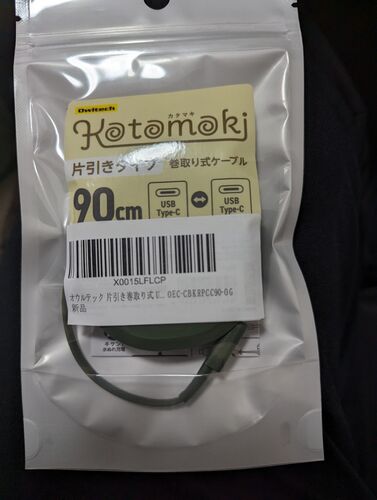 Owltech
カタマキ
Katamaki
片引きタイプ 巻取り式ケーブル
90cm
USB Type-C
USB Type-C
X0015LFLCP
オウルテック 片引き巻取り式 U... OEC-CBKRPCC90-GG
新品